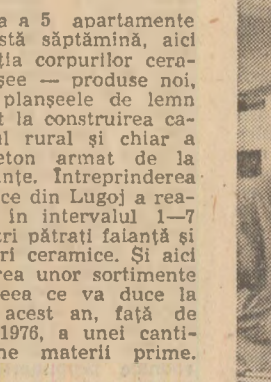 a a 5 apartamente
stă săptămînă, aici
ția corpurilor cera-
șee — produse noi,
planșeele de lemn
t la construirea ca-
l rural și chiar a
eton armat de la
nțe. Întreprinderea
ce din Lugoj a rea-
în intervalul 1—7
tri pătrați faianță și
ri ceramice. Și aici
rea unor sortimente
eea ce va duce la
acest an, față de
1976, a unei canti-
ne materii prime.